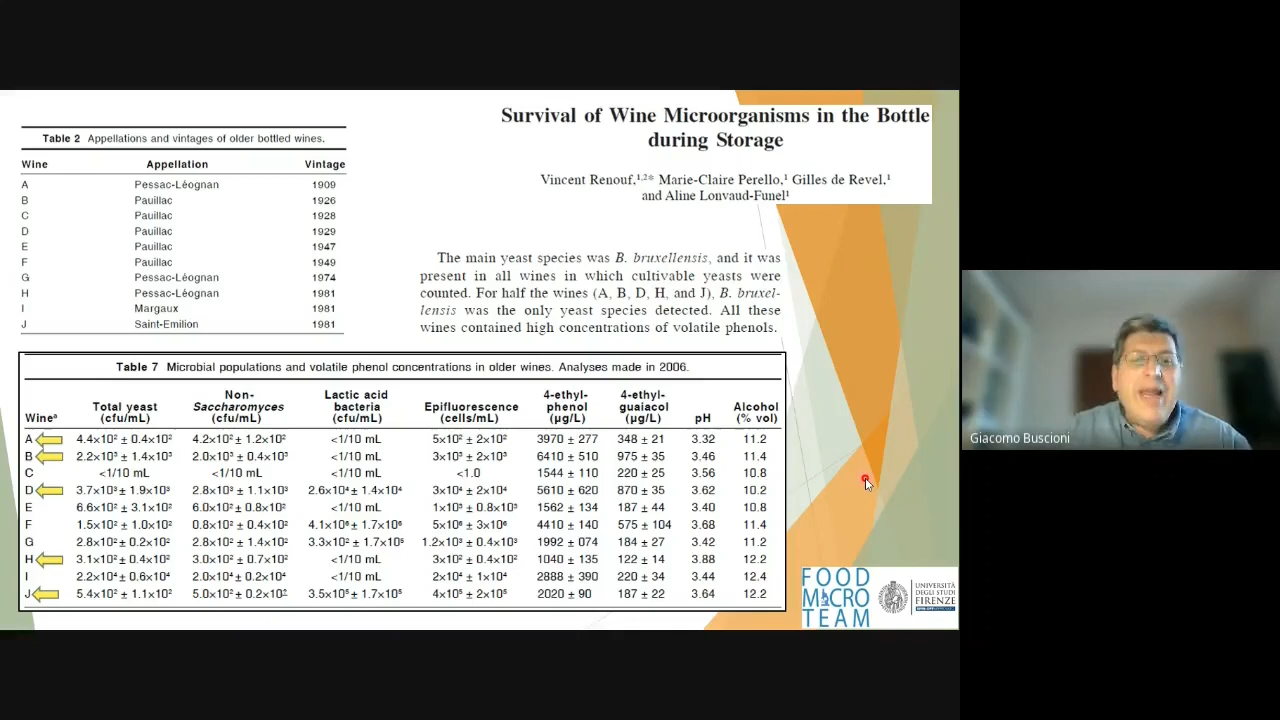 Survival of Wine Microorganisms in the Bottle
during Storage
Vincent Renouf,¹,²* Marie-Claire Perello,¹ Gilles de Revel,¹
and Aline Lonvaud-Funel¹
Table 2 Appellations and vintages of older bottled wines.
Wine Appellation Vintage
A Pessac-Léognan 1909
B Pauillac 1926
C Pauillac 1928
D Pauillac 1929
E Pauillac 1947
F Pauillac 1949
G Pessac-Léognan 1974
H Pessac-Léognan 1981
I Margaux 1981
J Saint-Emilion 1981
The main yeast species was B. bruxellensis, and it was
present in all wines in which cultivable yeasts were
counted. For half the wines (A, B, D, H, and J), B. bruxel-
lensis was the only yeast species detected. All these
wines contained high concentrations of volatile phenols.
Table 7 Microbial populations and volatile phenol concentrations in older wines. Analyses made in 2006.
Wineª Total yeast (cfu/mL) Non-Saccharomyces (cfu/mL) Lactic acid bacteria (cfu/mL) Epifluorescence (cells/mL) 4-ethyl-phenol (µg/L) 4-ethyl-guaiacol (µg/L) pH Alcohol (% vol)
A 4.4×10² ± 0.4×10² 4.2×10² ± 1.2×10² <1/10 mL 5×10² ± 2×10² 3970 ± 277 348 ± 21 3.32 11.2
B 2.2×10³ ± 1.4×10³ 2.0×10³ ± 0.4×10³ <1/10 mL 3×10³ ± 2×10³ 6410 ± 510 975 ± 35 3.46 11.4
C <1/10 mL <1/10 mL <1/10 mL <1.0 1544 ± 110 220 ± 25 3.56 10.8
D 3.7×10³ ± 1.9×10³ 2.8×10³ ± 1.1×10³ 2.6×10⁴ ± 1.4×10⁴ 3×10⁴ ± 2×10⁴ 5610 ± 620 870 ± 35 3.62 10.2
E 6.6×10² ± 3.1×10² 6.0×10² ± 0.8×10² <1/10 mL 1×10³ ± 0.8×10³ 1562 ± 134 187 ± 44 3.40 10.8
F 1.5×10² ± 1.0×10² 0.8×10² ± 0.4×10² 4.1×10⁶ ± 1.7×10⁶ 5×10⁶ ± 3×10⁶ 4410 ± 140 575 ± 104 3.68 11.4
G 2.8×10² ± 0.2×10² 2.8×10² ± 1.4×10² 3.3×10² ± 1.7×10⁵ 1.2×10³ ± 0.4×10³ 1992 ± 074 184 ± 27 3.42 11.2
H 3.1×10² ± 0.4×10² 3.0×10² ± 0.7×10² <1/10 mL 3×10² ± 0.4×10² 1040 ± 135 122 ± 14 3.88 12.2
I 2.2×10⁴ ± 0.6×10⁴ 2.0×10⁴ ± 0.2×10⁴ <1/10 mL 2×10⁴ ± 1×10⁴ 2888 ± 390 220 ± 34 3.44 12.4
J 5.4×10² ± 1.1×10² 5.0×10² ± 0.2×10² 3.5×10⁵ ± 1.7×10⁵ 4×10⁵ ± 2×10⁵ 2020 ± 90 187 ± 22 3.64 12.2
FOOD
MICRO
TEAM
UNIVERSITÀ
DEGLI STUDI
FIRENZE
Giacomo Buscioni